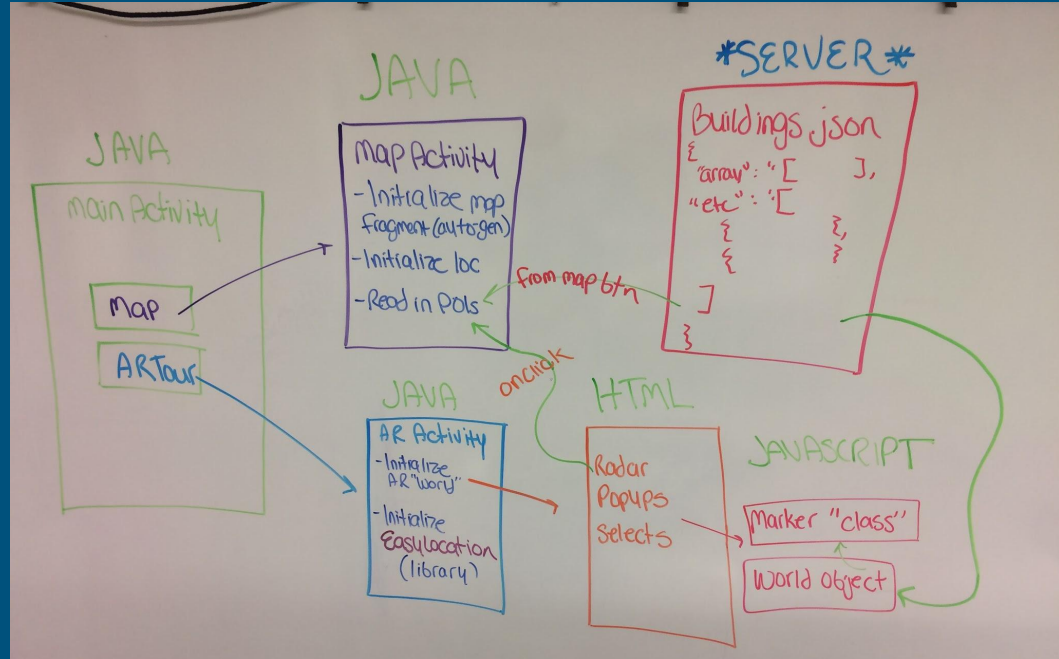 JAVA
main Activity
Map
ARTour
JAVA
Map Activity
-Initialize map
fragment (auto-gen)
-Initialize loc
-Read in POIs
from map btn
*SERVER*
Buildings.json
{
"array": "[ ],
"etc": "[
{ },
{ }
]
}
onclick
JAVA
AR Activity
-Initialize
AR "World"
-Initialize
EasyLocation
(library)
HTML
Radar
Popups
Selects
JAVASCRIPT
Marker "class"
World Object